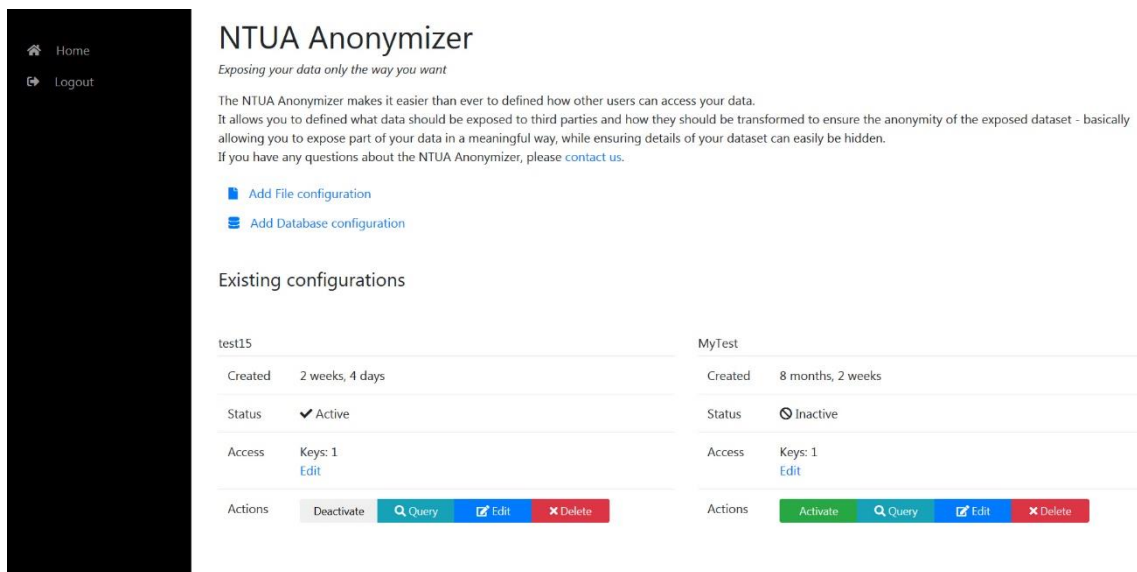 Home
Logout
NTUA Anonymizer
Exposing your data only the way you want
The NTUA Anonymizer makes it easier than ever to defined how other users can access your data.
It allows you to defined what data should be exposed to third parties and how they should be transformed to ensure the anonymity of the exposed dataset - basically
allowing you to expose part of your data in a meaningful way, while ensuring details of your dataset can easily be hidden.
If you have any questions about the NTUA Anonymizer, please contact us.
Add File configuration
Add Database configuration
Existing configurations
test15
Created 2 weeks, 4 days
Status Active
Access Keys: 1
Edit
Actions Deactivate Query Edit Delete
MyTest
Created 8 months, 2 weeks
Status Inactive
Access Keys: 1
Edit
Actions Activate Query Edit Delete